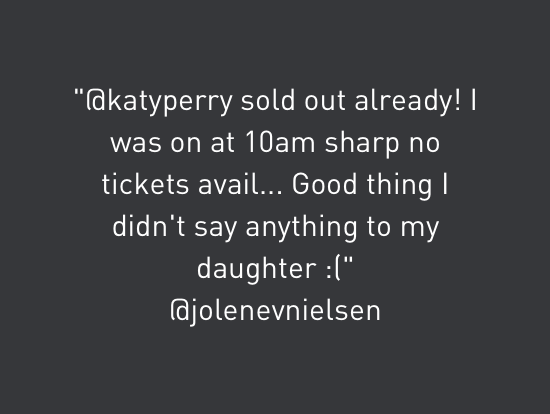 "@katyperry sold out already! I
was on at 10am sharp no
tickets avail... Good thing I
didn't say anything to my
daughter :("
@jolenevnielsen